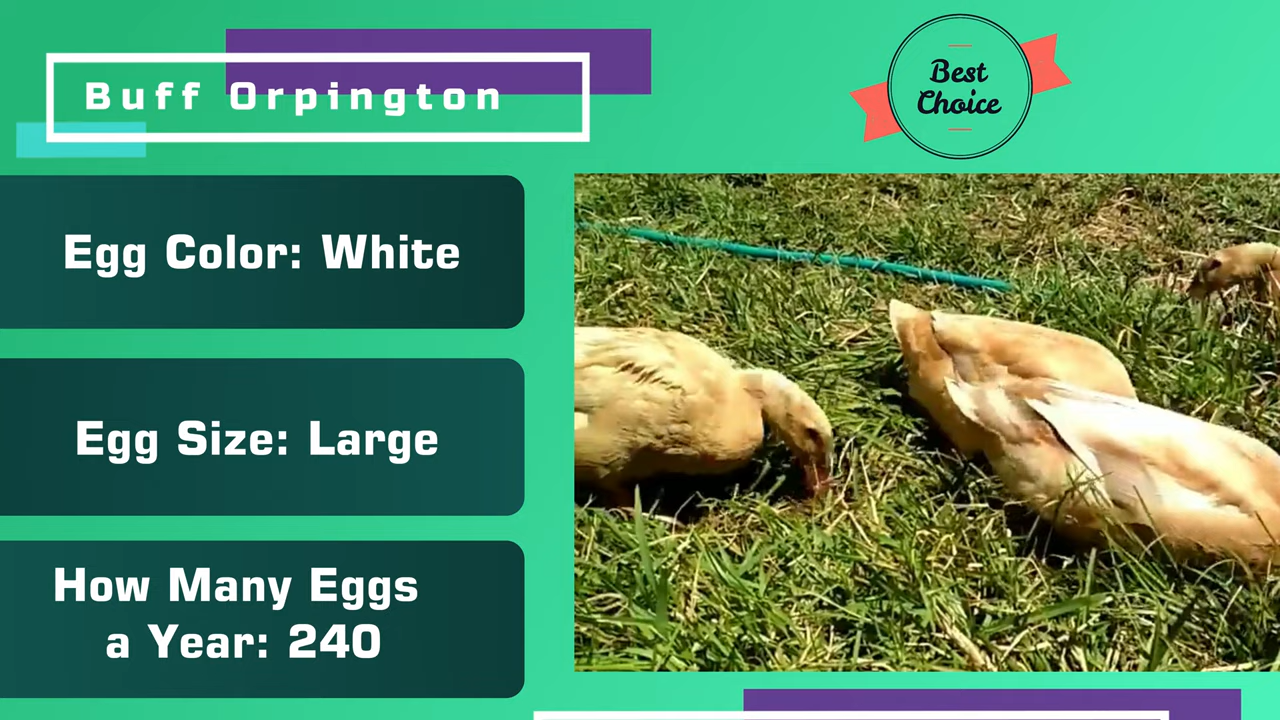 Buff Orpington
Best
Choice
Egg Color: White
Egg Size: Large
How Many Eggs
a Year: 240